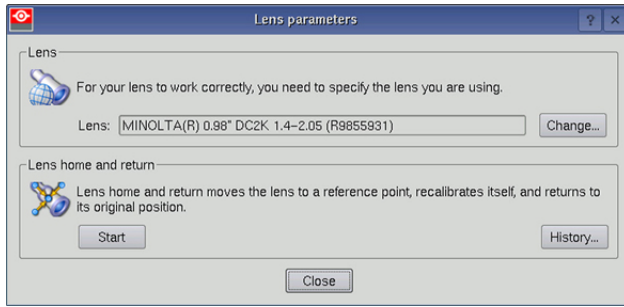 Lens parameters
Lens
For your lens to work correctly, you need to specify the lens you are using.
Lens: MINOLTA(R) 0.98" DC2K 1.4-2.05 (R9855931) Change...
Lens home and return
Lens home and return moves the lens to a reference point, recalibrates itself, and returns to
its original position.
Start History...
Close